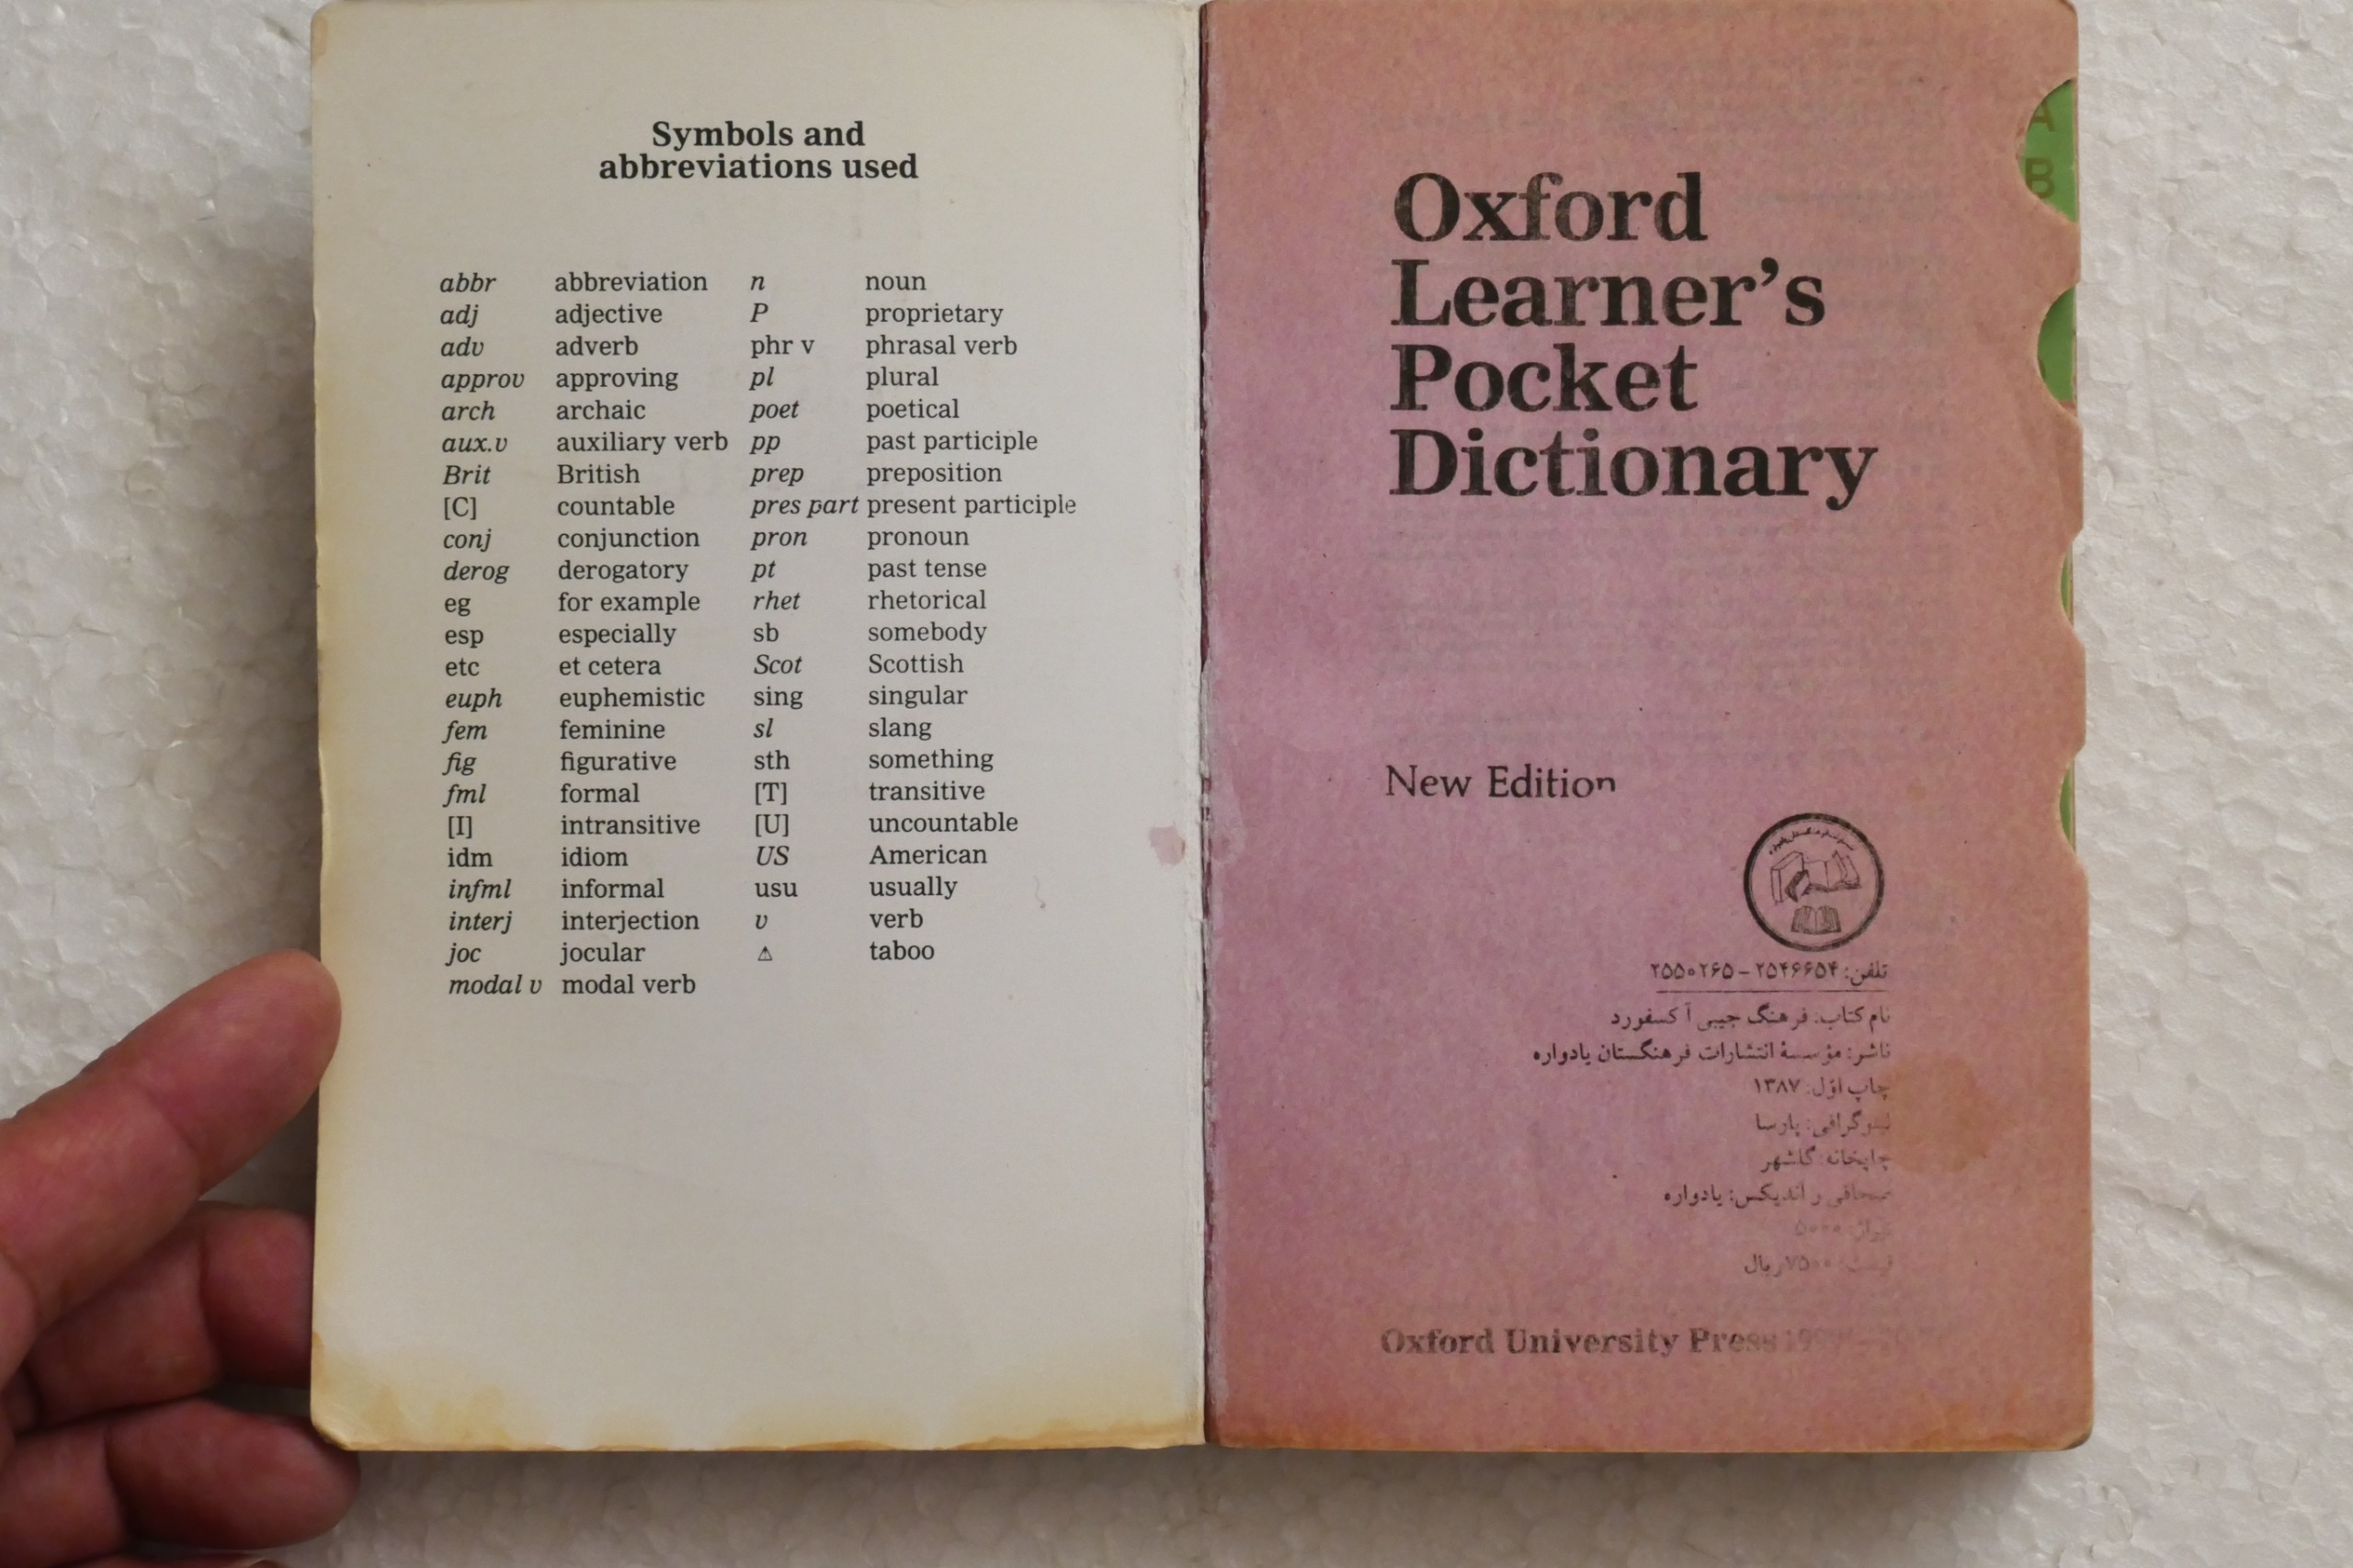 Symbols and
abbreviations used
abbr abbreviation n noun
adj adjective P proprietary
adv adverb phr v phrasal verb
approv approving pl plural
arch archaic poet poetical
aux.v auxiliary verb pp past participle
Brit British prep preposition
[C] countable pres part present participle
conj conjunction pron pronoun
derog derogatory pt past tense
eg for example rhet rhetorical
esp especially sb somebody
etc et cetera Scot Scottish
euph euphemistic sing singular
fem feminine sl slang
fig figurative sth something
fml formal [T] transitive
[I] intransitive [U] uncountable
idm idiom US American
infml informal usu usually
interj interjection v verb
joc jocular ⚠ taboo
modal v modal verb
A
B
Oxford
Learner's
Pocket
Dictionary
New Edition
تلفن: ۲۵۴۶۶۵۴ – ۲۵۵۰۲۶۵
نام کتاب: فرهنگ جیبی آکسفورد
ناشر: مؤسسهٔ انتشارات فرهنگستان یادواره
چاپ اوّل: ۱۳۸۷
لیتوگرافی: پارسا
چاپخانه: گلشهر
صحافی و اندیکس: یادواره
تیراژ: ۵۰۰۰
قیمت: ۷۵۰۰ ریال
Oxford University Press